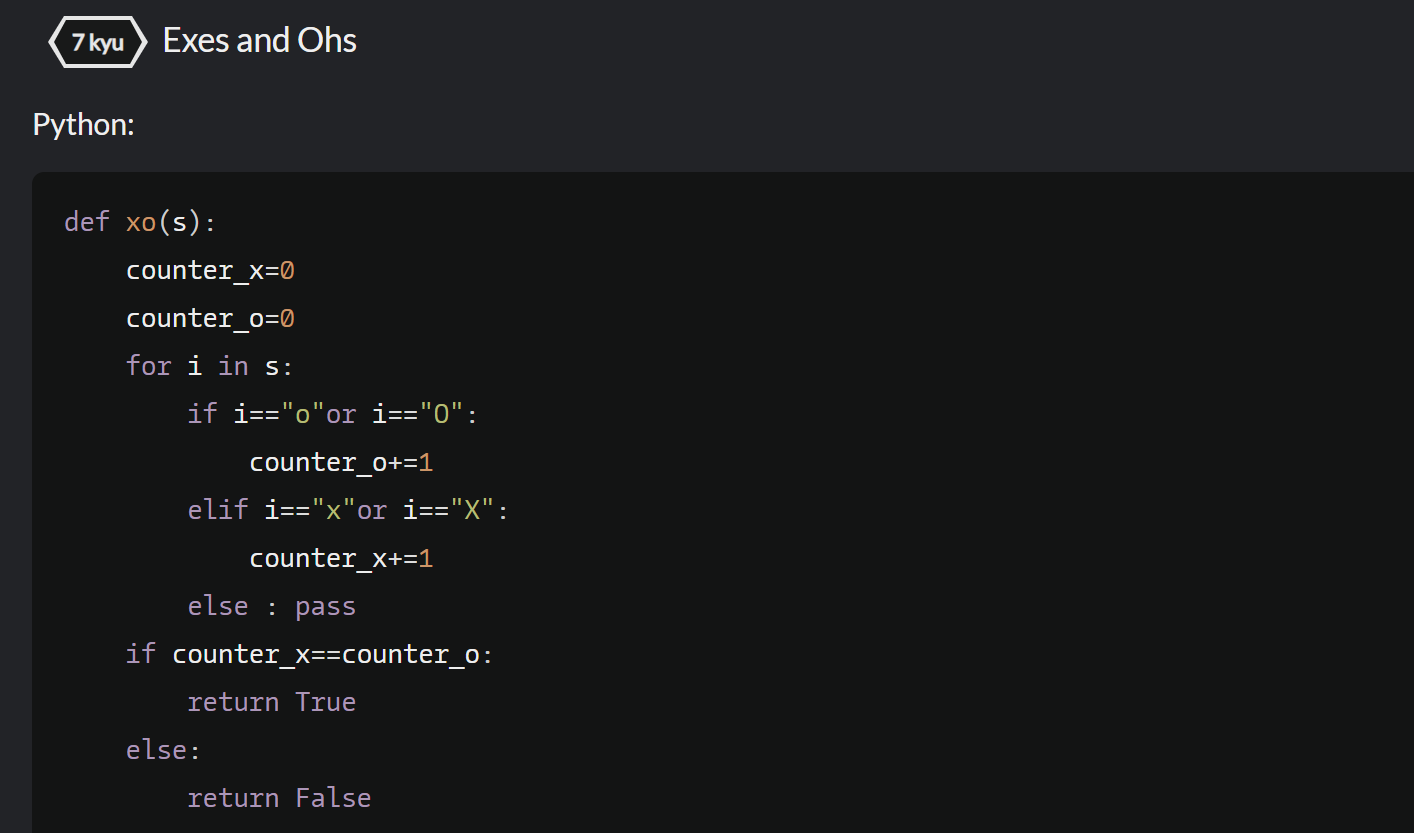 7 kyu Exes and Ohs
Python:
def xo(s):
    counter_x=0
    counter_o=0
    for i in s:
        if i=="o"or i=="O":
            counter_o+=1
        elif i=="x"or i=="X":
            counter_x+=1
        else : pass
    if counter_x==counter_o:
        return True
    else:
        return False